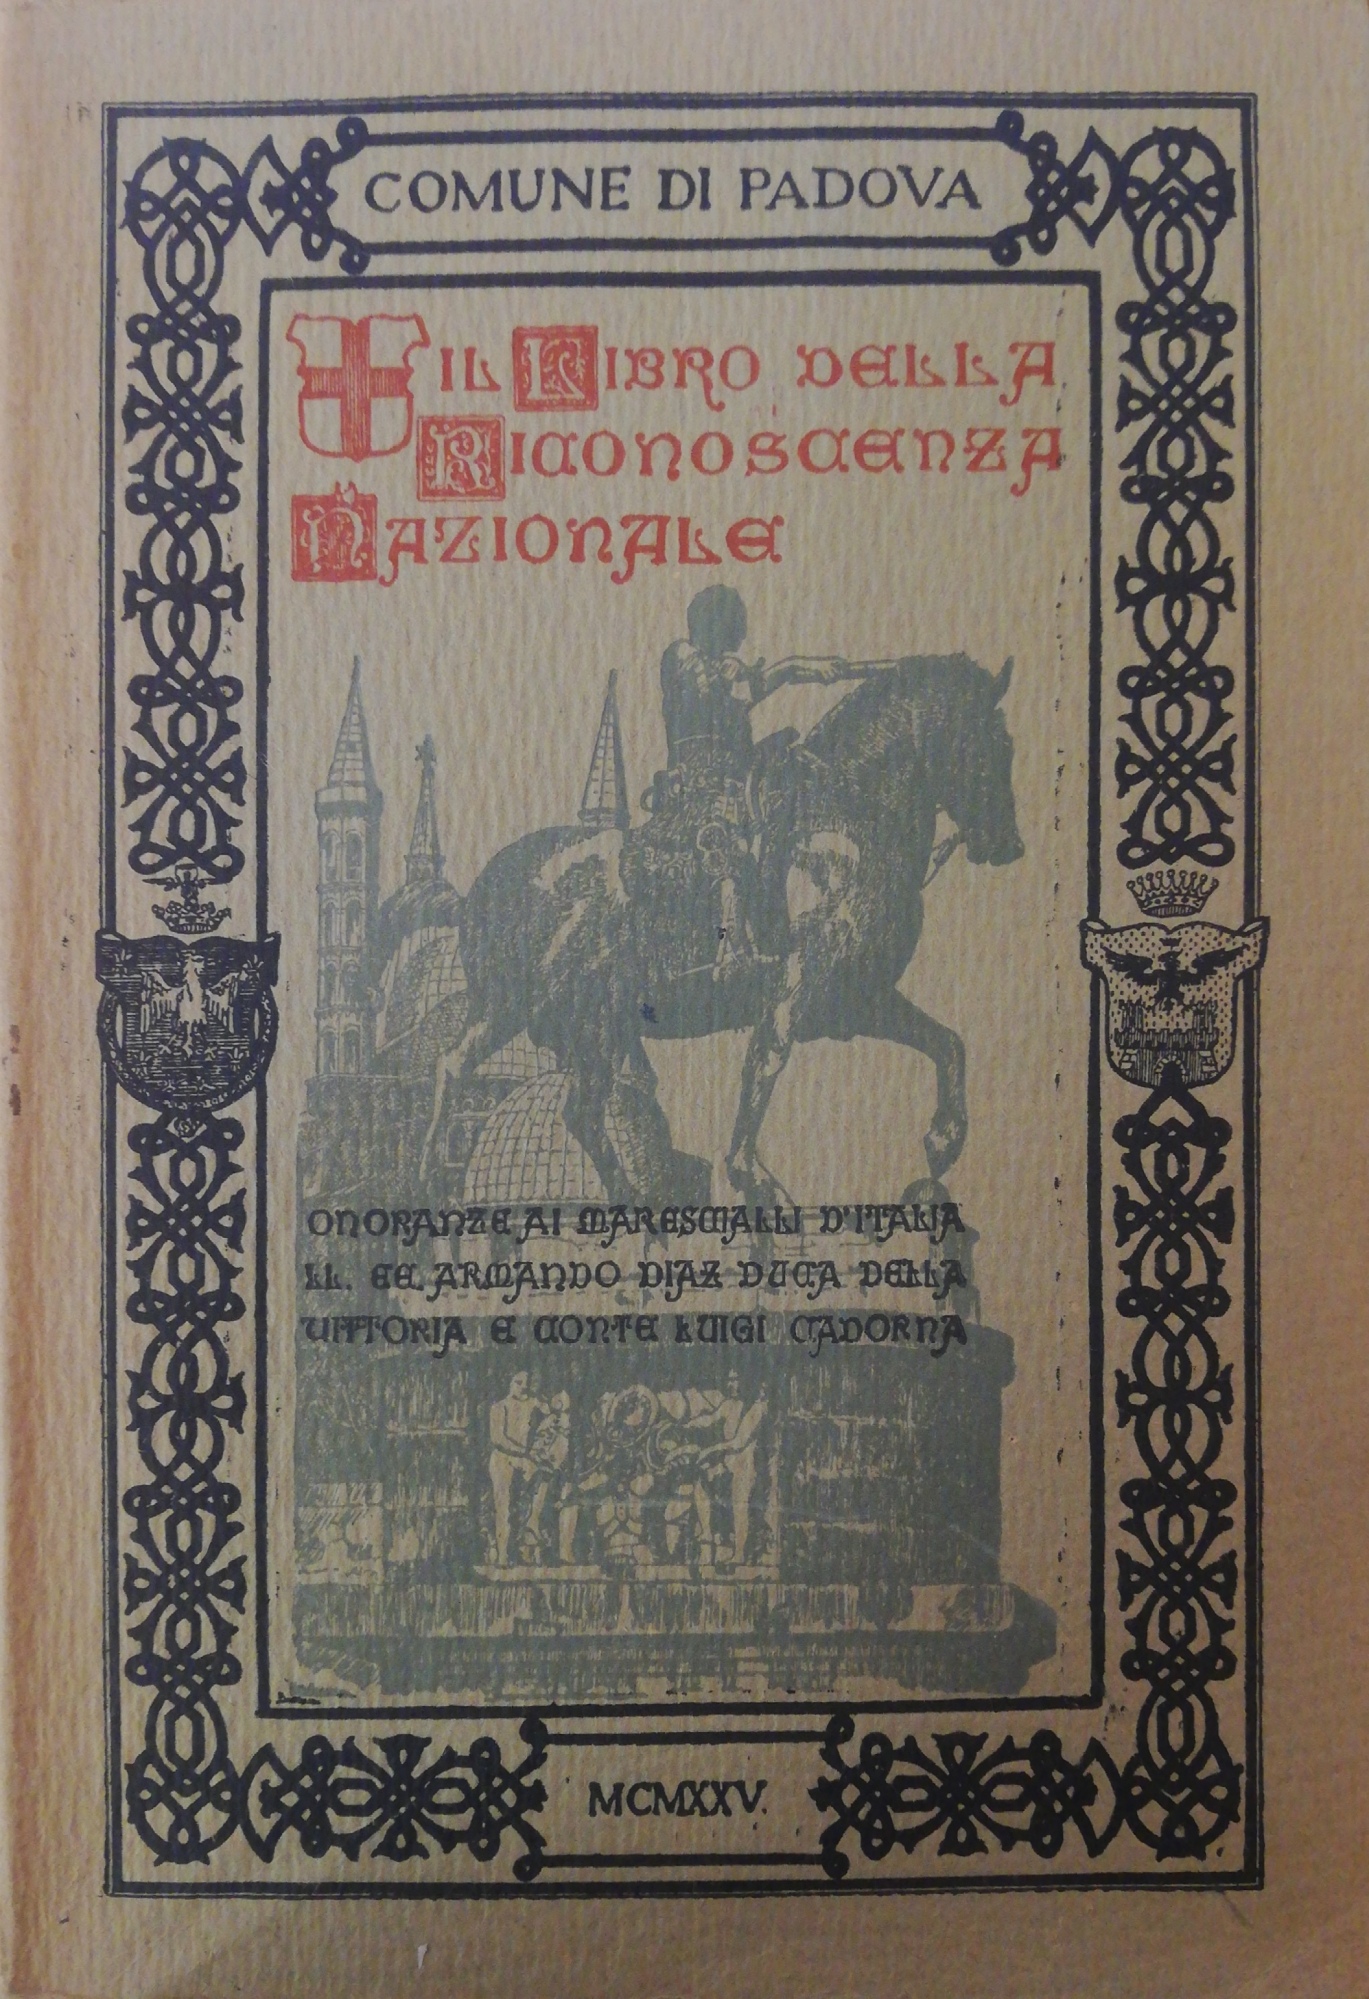 COMUNE DI PADOVA
IL LIBRO DELLA
RICONOSCENZA
NAZIONALE
ONORANZE AI MARESCIALLI D'ITALIA
LL. EE. ARMANDO DIAZ DUCA DELLA
VITTORIA E CONTE LUIGI CADORNA
MCMXXV.